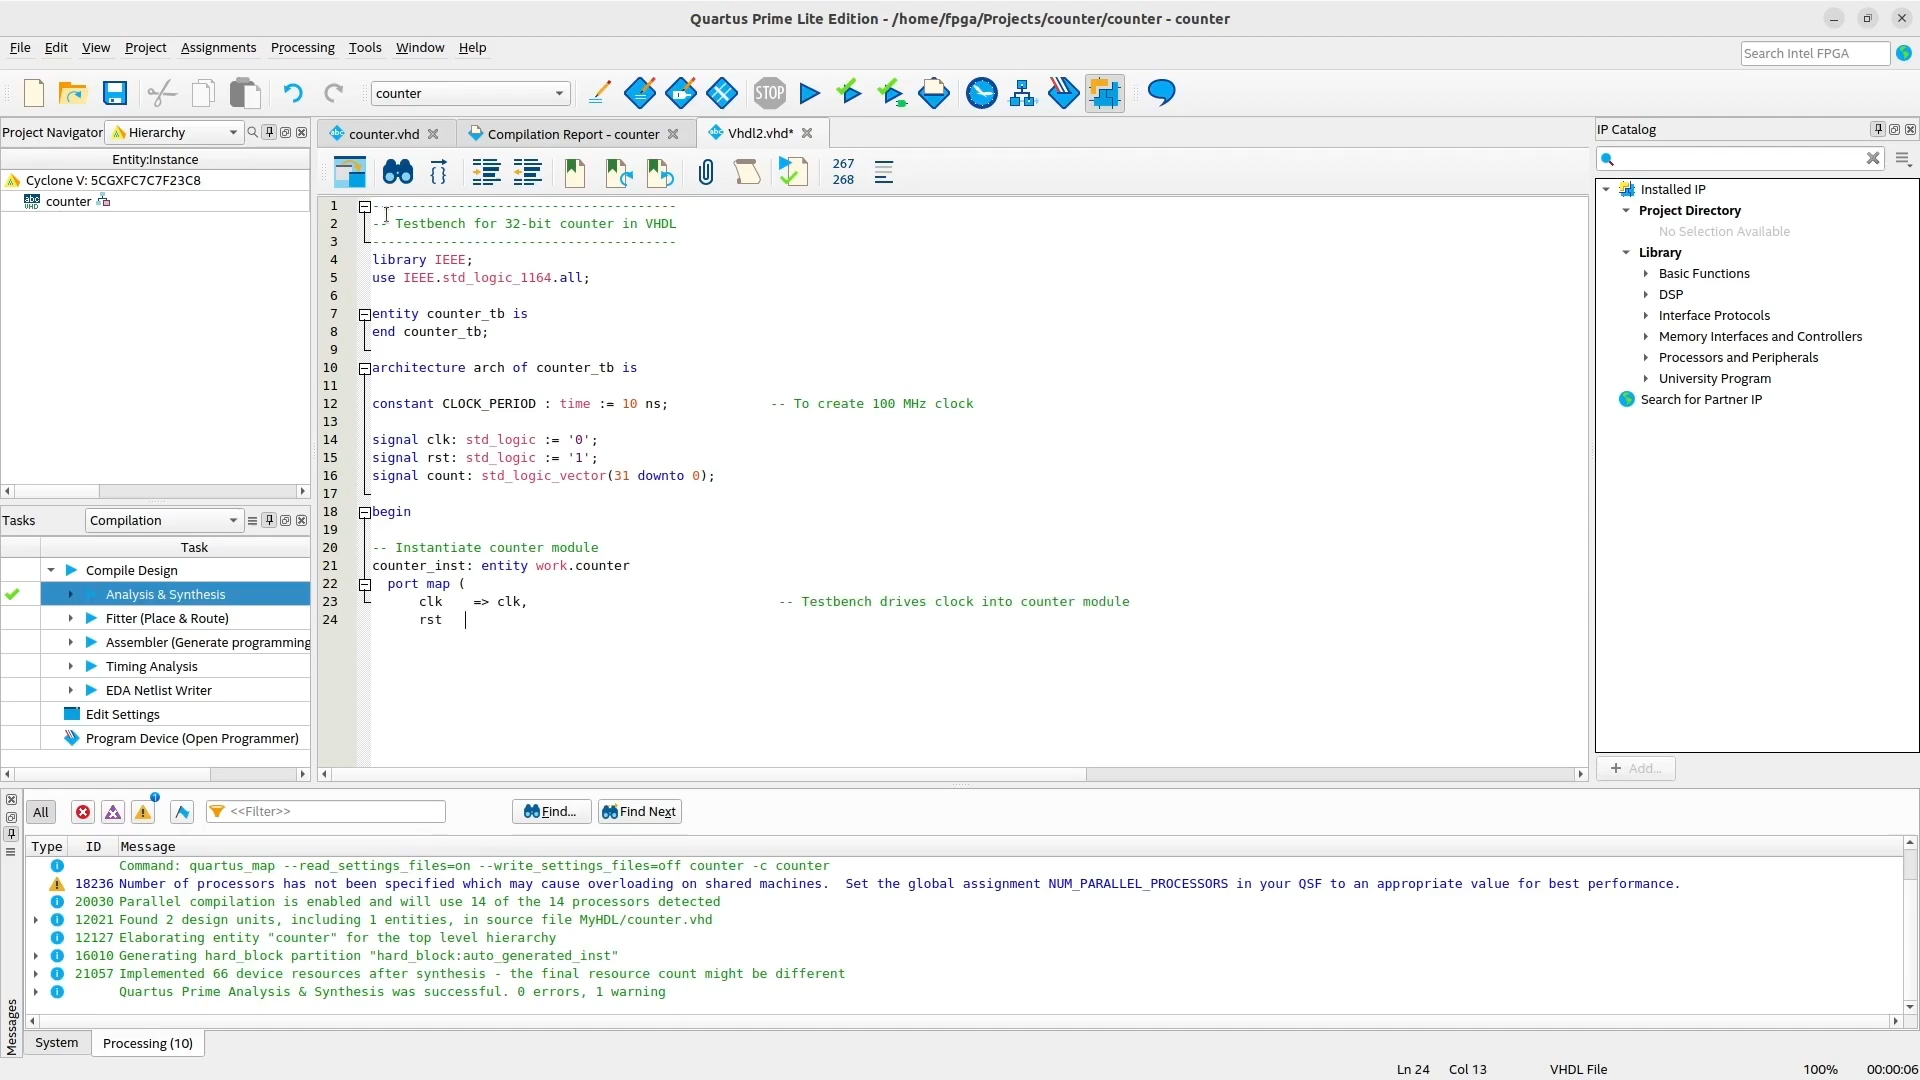 Quartus Prime Lite Edition - /home/fpga/Projects/counter/counter - counter
File Edit View Project Assignments Processing Tools Window Help
Search Intel FPGA
counter
STOP
Project Navigator Hierarchy
Entity:Instance
Cyclone V: 5CGXFC7C7F23C8
counter
Tasks Compilation
Task
Compile Design
Analysis & Synthesis
Fitter (Place & Route)
Assembler (Generate programming
Timing Analysis
EDA Netlist Writer
Edit Settings
Program Device (Open Programmer)
counter.vhd
Compilation Report - counter
Vhdl2.vhd*
267
268
1 ---------------------------------------
2 -- Testbench for 32-bit counter in VHDL
3 ---------------------------------------
4 library IEEE;
5 use IEEE.std_logic_1164.all;
6
7 entity counter_tb is
8 end counter_tb;
9
10 architecture arch of counter_tb is
11
12 constant CLOCK_PERIOD : time := 10 ns; -- To create 100 MHz clock
13
14 signal clk: std_logic := '0';
15 signal rst: std_logic := '1';
16 signal count: std_logic_vector(31 downto 0);
17
18 begin
19
20 -- Instantiate counter module
21 counter_inst: entity work.counter
22 port map (
23 clk => clk, -- Testbench drives clock into counter module
24 rst
IP Catalog
Installed IP
Project Directory
No Selection Available
Library
Basic Functions
DSP
Interface Protocols
Memory Interfaces and Controllers
Processors and Peripherals
University Program
Search for Partner IP
+ Add...
All <<Filter>> Find... Find Next
Type ID Message
Command: quartus_map --read_settings_files=on --write_settings_files=off counter -c counter
18236 Number of processors has not been specified which may cause overloading on shared machines.  Set the global assignment NUM_PARALLEL_PROCESSORS in your QSF to an appropriate value for best performance.
20030 Parallel compilation is enabled and will use 14 of the 14 processors detected
12021 Found 2 design units, including 1 entities, in source file MyHDL/counter.vhd
12127 Elaborating entity "counter" for the top level hierarchy
16010 Generating hard_block partition "hard_block:auto_generated_inst"
21057 Implemented 66 device resources after synthesis - the final resource count might be different
Quartus Prime Analysis & Synthesis was successful. 0 errors, 1 warning
Messages
System Processing (10)
Ln 24 Col 13 VHDL File 100% 00:00:06